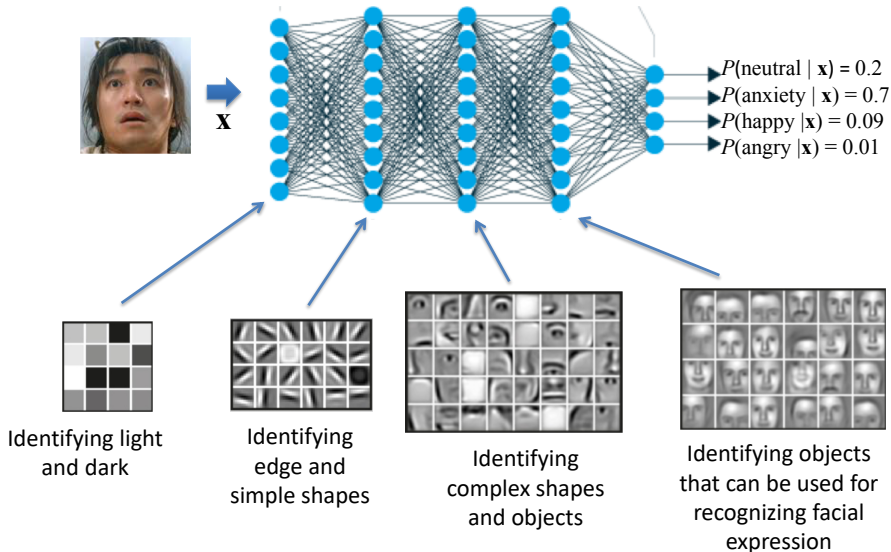 x
P(neutral | x) = 0.2
P(anxiety | x) = 0.7
P(happy |x) = 0.09
P(angry |x) = 0.01
Identifying light
and dark
Identifying
edge and
simple shapes
Identifying
complex shapes
and objects
Identifying objects
that can be used for
recognizing facial
expression